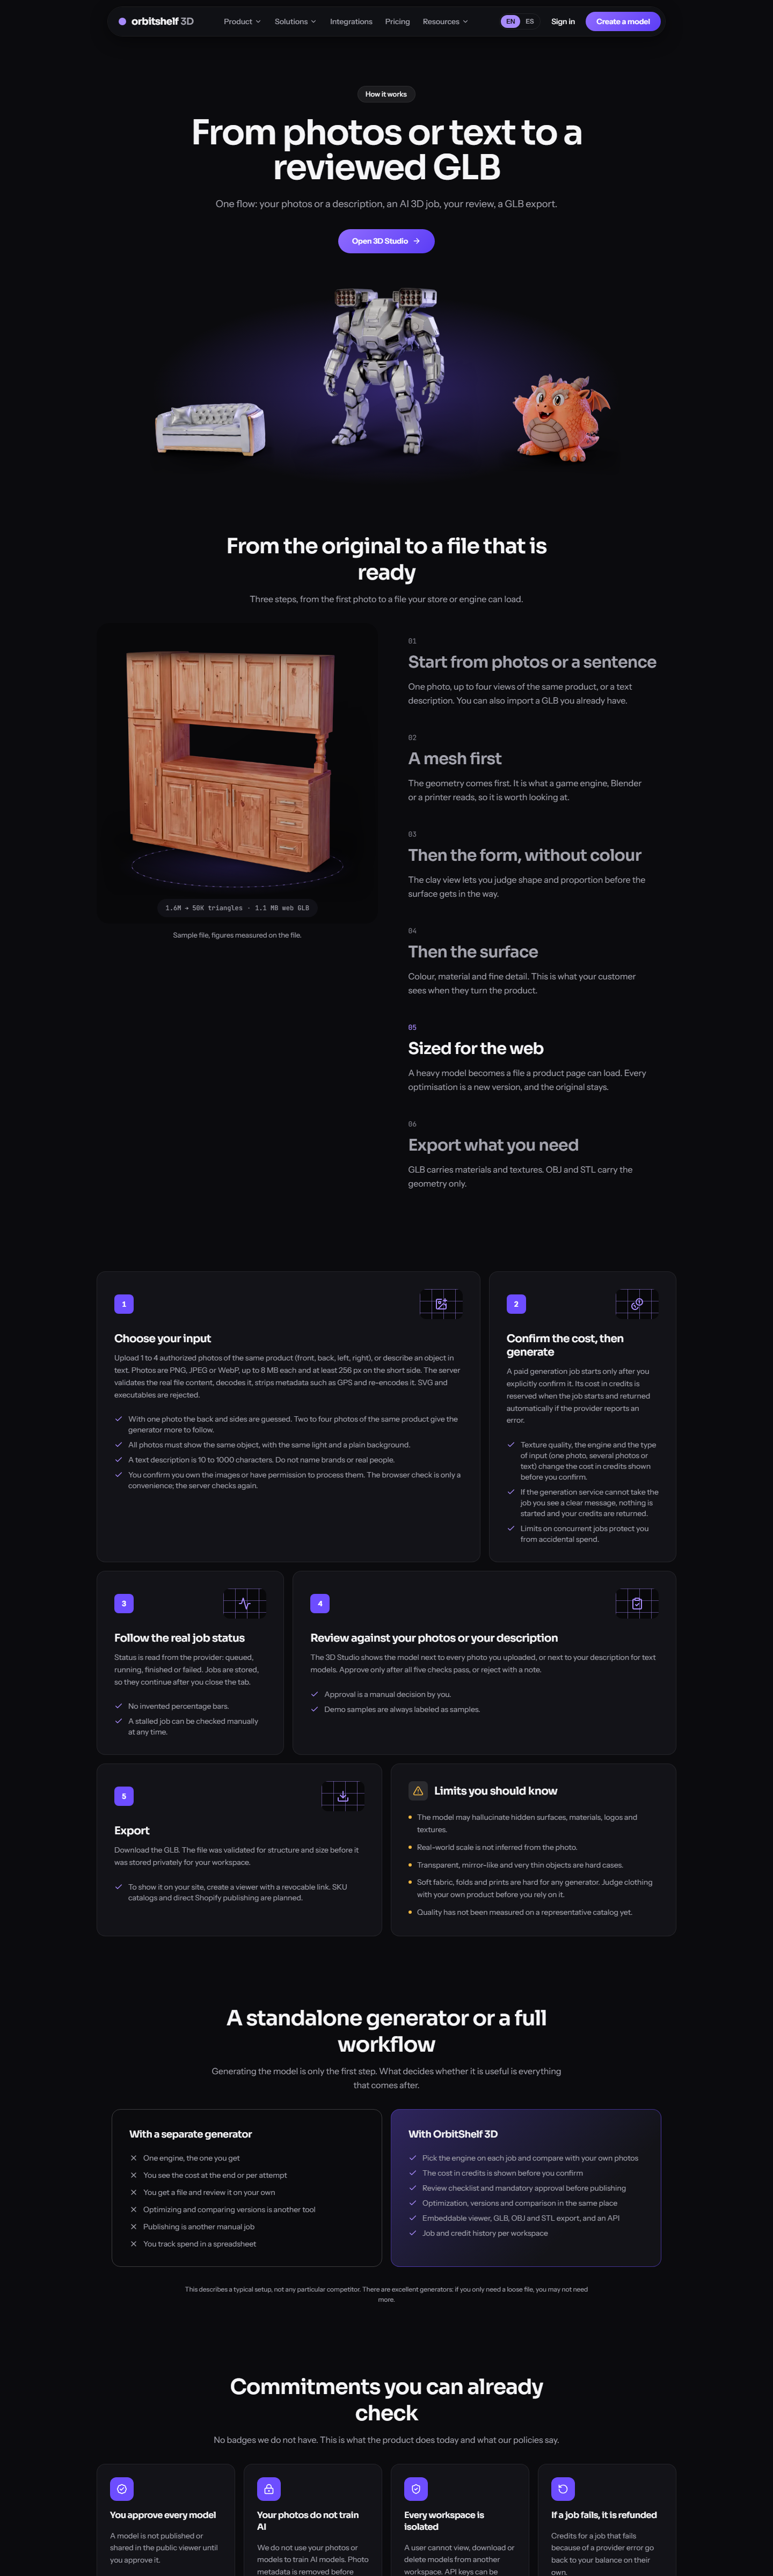 orbitshelf 3D
Product
Solutions
Integrations
Pricing
Resources
EN
ES
Sign in
Create a model
How it works
From photos or text to a
reviewed GLB
One flow: your photos or a description, an AI 3D job, your review, a GLB export.
Open 3D Studio
From the original to a file that is
ready
Three steps, from the first photo to a file your store or engine can load.
1.6M → 50K triangles · 1.1 MB web GLB
Sample file, figures measured on the file.
01
Start from photos or a sentence
One photo, up to four views of the same product, or a text
description. You can also import a GLB you already have.
02
A mesh first
The geometry comes first. It is what a game engine, Blender
or a printer reads, so it is worth looking at.
03
Then the form, without colour
The clay view lets you judge shape and proportion before the
surface gets in the way.
04
Then the surface
Colour, material and fine detail. This is what your customer
sees when they turn the product.
05
Sized for the web
A heavy model becomes a file a product page can load. Every
optimisation is a new version, and the original stays.
06
Export what you need
GLB carries materials and textures. OBJ and STL carry the
geometry only.
1
Choose your input
Upload 1 to 4 authorized photos of the same product (front, back, left, right), or describe an object in
text. Photos are PNG, JPEG or WebP, up to 8 MB each and at least 256 px on the short side. The server
validates the real file content, decodes it, strips metadata such as GPS and re-encodes it. SVG and
executables are rejected.
With one photo the back and sides are guessed. Two to four photos of the same product give the
generator more to follow.
All photos must show the same object, with the same light and a plain background.
A text description is 10 to 1000 characters. Do not name brands or real people.
You confirm you own the images or have permission to process them. The browser check is only a
convenience; the server checks again.
2
Confirm the cost, then
generate
A paid generation job starts only after you
explicitly confirm it. Its cost in credits is
reserved when the job starts and returned
automatically if the provider reports an
error.
Texture quality, the engine and the type
of input (one photo, several photos or
text) change the cost in credits shown
before you confirm.
If the generation service cannot take the
job you see a clear message, nothing is
started and your credits are returned.
Limits on concurrent jobs protect you
from accidental spend.
3
Follow the real job status
Status is read from the provider: queued,
running, finished or failed. Jobs are stored,
so they continue after you close the tab.
No invented percentage bars.
A stalled job can be checked manually
at any time.
4
Review against your photos or your description
The 3D Studio shows the model next to every photo you uploaded, or next to your description for text
models. Approve only after all five checks pass, or reject with a note.
Approval is a manual decision by you.
Demo samples are always labeled as samples.
5
Export
Download the GLB. The file was validated for structure and size before it
was stored privately for your workspace.
To show it on your site, create a viewer with a revocable link. SKU
catalogs and direct Shopify publishing are planned.
Limits you should know
The model may hallucinate hidden surfaces, materials, logos and
textures.
Real-world scale is not inferred from the photo.
Transparent, mirror-like and very thin objects are hard cases.
Soft fabric, folds and prints are hard for any generator. Judge clothing
with your own product before you rely on it.
Quality has not been measured on a representative catalog yet.
A standalone generator or a full
workflow
Generating the model is only the first step. What decides whether it is useful is everything
that comes after.
With a separate generator
One engine, the one you get
You see the cost at the end or per attempt
You get a file and review it on your own
Optimizing and comparing versions is another tool
Publishing is another manual job
You track spend in a spreadsheet
With OrbitShelf 3D
Pick the engine on each job and compare with your own photos
The cost in credits is shown before you confirm
Review checklist and mandatory approval before publishing
Optimization, versions and comparison in the same place
Embeddable viewer, GLB, OBJ and STL export, and an API
Job and credit history per workspace
This describes a typical setup, not any particular competitor. There are excellent generators: if you only need a loose file, you may not need
more.
Commitments you can already
check
No badges we do not have. This is what the product does today and what our policies say.
You approve every model
A model is not published or
shared in the public viewer until
you approve it.
Your photos do not train
AI
We do not use your photos or
models to train AI models. Photo
metadata is removed before
Every workspace is
isolated
A user cannot view, download or
delete models from another
workspace. API keys can be
If a job fails, it is refunded
Credits for a job that fails
because of a provider error go
back to your balance on their
own.